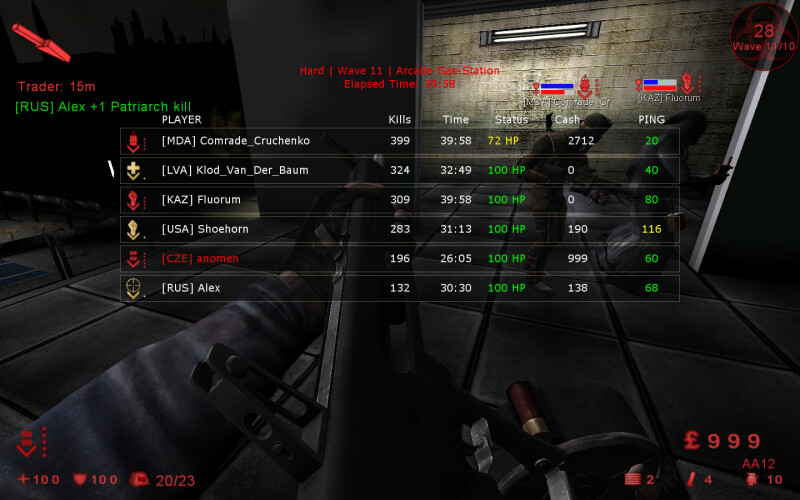 28
Wave 11/10
Hard | Wave 11 | Arcade Gas-Station
Elapsed Time:
Trader: 15m
[RUS] Alex +1 Patriarch kill
[KAZ] Fluorum
PLAYER Kills Time Status Cash PING
[MDA] Comrade_Cruchenko 399 39:58 72 HP 2712 20
[LVA] Klod_Van_Der_Baum 324 32:49 100 HP 0 40
[KAZ] Fluorum 309 39:58 100 HP 0 80
[USA] Shoehorn 283 31:13 100 HP 190 116
[CZE] anomen 196 26:05 100 HP 999 60
[RUS] Alex 132 30:30 100 HP 138 68
£999
AA12
100 100 20/23 2 4 10